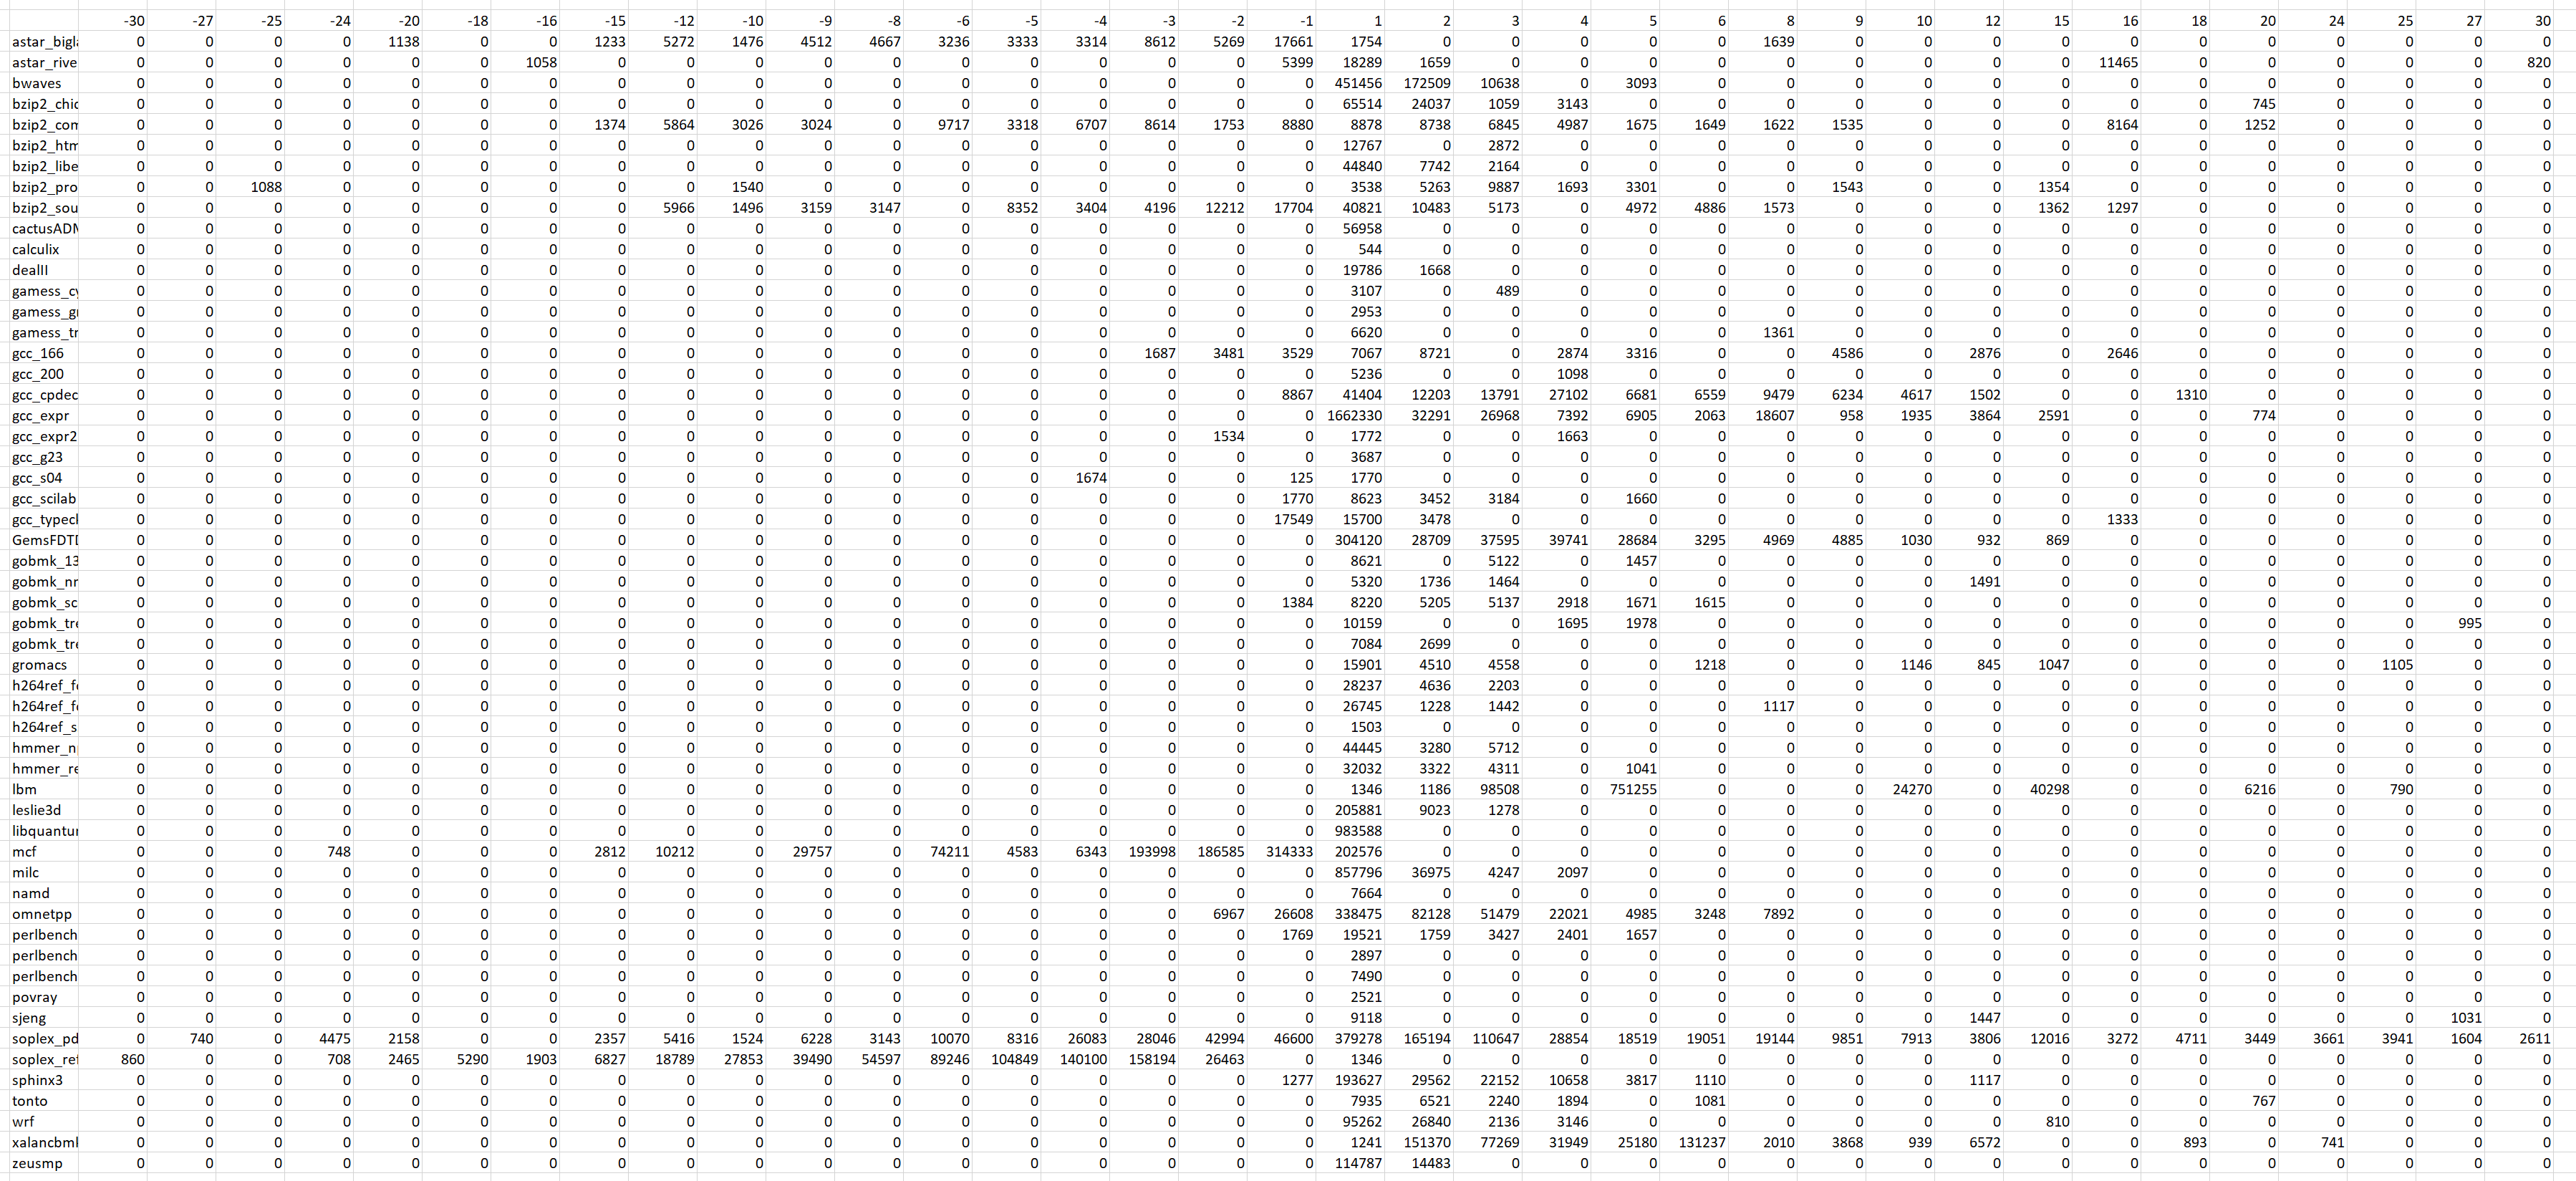 -30 -27 -25 -24 -20 -18 -16 -15 -12 -10 -9 -8 -6 -5 -4 -3 -2 -1 1 2 3 4 5 6 8 9 10 12 15 16 18 20 24 25 27 30
astar_bigla 0 0 0 0 1138 0 0 1233 5272 1476 4512 4667 3236 3333 3314 8612 5269 17661 1754 0 0 0 0 0 1639 0 0 0 0 0 0 0 0 0 0 0
astar_rive 0 0 0 0 0 0 1058 0 0 0 0 0 0 0 0 0 0 5399 18289 1659 0 0 0 0 0 0 0 0 0 11465 0 0 0 0 0 820
bwaves 0 0 0 0 0 0 0 0 0 0 0 0 0 0 0 0 0 0 451456 172509 10638 0 3093 0 0 0 0 0 0 0 0 0 0 0 0 0
bzip2_chic 0 0 0 0 0 0 0 0 0 0 0 0 0 0 0 0 0 0 65514 24037 1059 3143 0 0 0 0 0 0 0 0 0 745 0 0 0 0
bzip2_com 0 0 0 0 0 0 0 1374 5864 3026 3024 0 9717 3318 6707 8614 1753 8880 8878 8738 6845 4987 1675 1649 1622 1535 0 0 0 8164 0 1252 0 0 0 0
bzip2_htm 0 0 0 0 0 0 0 0 0 0 0 0 0 0 0 0 0 0 12767 0 2872 0 0 0 0 0 0 0 0 0 0 0 0 0 0 0
bzip2_libe 0 0 0 0 0 0 0 0 0 0 0 0 0 0 0 0 0 0 44840 7742 2164 0 0 0 0 0 0 0 0 0 0 0 0 0 0 0
bzip2_pro 0 0 1088 0 0 0 0 0 0 1540 0 0 0 0 0 0 0 0 3538 5263 9887 1693 3301 0 0 1543 0 0 1354 0 0 0 0 0 0 0
bzip2_sou 0 0 0 0 0 0 0 0 5966 1496 3159 3147 0 8352 3404 4196 12212 17704 40821 10483 5173 0 4972 4886 1573 0 0 0 1362 1297 0 0 0 0 0 0
cactusADM 0 0 0 0 0 0 0 0 0 0 0 0 0 0 0 0 0 0 56958 0 0 0 0 0 0 0 0 0 0 0 0 0 0 0 0 0
calculix 0 0 0 0 0 0 0 0 0 0 0 0 0 0 0 0 0 0 544 0 0 0 0 0 0 0 0 0 0 0 0 0 0 0 0 0
dealII 0 0 0 0 0 0 0 0 0 0 0 0 0 0 0 0 0 0 19786 1668 0 0 0 0 0 0 0 0 0 0 0 0 0 0 0 0
gamess_cy 0 0 0 0 0 0 0 0 0 0 0 0 0 0 0 0 0 0 3107 0 489 0 0 0 0 0 0 0 0 0 0 0 0 0 0 0
gamess_gr 0 0 0 0 0 0 0 0 0 0 0 0 0 0 0 0 0 0 2953 0 0 0 0 0 0 0 0 0 0 0 0 0 0 0 0 0
gamess_tr 0 0 0 0 0 0 0 0 0 0 0 0 0 0 0 0 0 0 6620 0 0 0 0 0 1361 0 0 0 0 0 0 0 0 0 0 0
gcc_166 0 0 0 0 0 0 0 0 0 0 0 0 0 0 0 1687 3481 3529 7067 8721 0 2874 3316 0 0 4586 0 2876 0 2646 0 0 0 0 0 0
gcc_200 0 0 0 0 0 0 0 0 0 0 0 0 0 0 0 0 0 0 5236 0 0 1098 0 0 0 0 0 0 0 0 0 0 0 0 0 0
gcc_cpdec 0 0 0 0 0 0 0 0 0 0 0 0 0 0 0 0 0 8867 41404 12203 13791 27102 6681 6559 9479 6234 4617 1502 0 0 1310 0 0 0 0 0
gcc_expr 0 0 0 0 0 0 0 0 0 0 0 0 0 0 0 0 0 0 1662330 32291 26968 7392 6905 2063 18607 958 1935 3864 2591 0 0 774 0 0 0 0
gcc_expr2 0 0 0 0 0 0 0 0 0 0 0 0 0 0 0 0 1534 0 1772 0 0 1663 0 0 0 0 0 0 0 0 0 0 0 0 0 0
gcc_g23 0 0 0 0 0 0 0 0 0 0 0 0 0 0 0 0 0 0 3687 0 0 0 0 0 0 0 0 0 0 0 0 0 0 0 0 0
gcc_s04 0 0 0 0 0 0 0 0 0 0 0 0 0 0 1674 0 0 125 1770 0 0 0 0 0 0 0 0 0 0 0 0 0 0 0 0 0
gcc_scilab 0 0 0 0 0 0 0 0 0 0 0 0 0 0 0 0 0 1770 8623 3452 3184 0 1660 0 0 0 0 0 0 0 0 0 0 0 0 0
gcc_typecl 0 0 0 0 0 0 0 0 0 0 0 0 0 0 0 0 0 17549 15700 3478 0 0 0 0 0 0 0 0 0 1333 0 0 0 0 0 0
GemsFDTD 0 0 0 0 0 0 0 0 0 0 0 0 0 0 0 0 0 0 304120 28709 37595 39741 28684 3295 4969 4885 1030 932 869 0 0 0 0 0 0 0
gobmk_13 0 0 0 0 0 0 0 0 0 0 0 0 0 0 0 0 0 0 8621 0 5122 0 1457 0 0 0 0 0 0 0 0 0 0 0 0 0
gobmk_nr 0 0 0 0 0 0 0 0 0 0 0 0 0 0 0 0 0 0 5320 1736 1464 0 0 0 0 0 0 1491 0 0 0 0 0 0 0 0
gobmk_sc 0 0 0 0 0 0 0 0 0 0 0 0 0 0 0 0 0 1384 8220 5205 5137 2918 1671 1615 0 0 0 0 0 0 0 0 0 0 0 0
gobmk_tre 0 0 0 0 0 0 0 0 0 0 0 0 0 0 0 0 0 0 10159 0 0 1695 1978 0 0 0 0 0 0 0 0 0 0 0 995 0
gobmk_tre 0 0 0 0 0 0 0 0 0 0 0 0 0 0 0 0 0 0 7084 2699 0 0 0 0 0 0 0 0 0 0 0 0 0 0 0 0
gromacs 0 0 0 0 0 0 0 0 0 0 0 0 0 0 0 0 0 0 15901 4510 4558 0 0 1218 0 0 1146 845 1047 0 0 0 0 1105 0 0
h264ref_fo 0 0 0 0 0 0 0 0 0 0 0 0 0 0 0 0 0 0 28237 4636 2203 0 0 0 0 0 0 0 0 0 0 0 0 0 0 0
h264ref_fo 0 0 0 0 0 0 0 0 0 0 0 0 0 0 0 0 0 0 26745 1228 1442 0 0 0 1117 0 0 0 0 0 0 0 0 0 0 0
h264ref_s 0 0 0 0 0 0 0 0 0 0 0 0 0 0 0 0 0 0 1503 0 0 0 0 0 0 0 0 0 0 0 0 0 0 0 0 0
hmmer_n 0 0 0 0 0 0 0 0 0 0 0 0 0 0 0 0 0 0 44445 3280 5712 0 0 0 0 0 0 0 0 0 0 0 0 0 0 0
hmmer_re 0 0 0 0 0 0 0 0 0 0 0 0 0 0 0 0 0 0 32032 3322 4311 0 1041 0 0 0 0 0 0 0 0 0 0 0 0 0
lbm 0 0 0 0 0 0 0 0 0 0 0 0 0 0 0 0 0 0 1346 1186 98508 0 751255 0 0 0 24270 0 40298 0 0 6216 0 790 0 0
leslie3d 0 0 0 0 0 0 0 0 0 0 0 0 0 0 0 0 0 0 205881 9023 1278 0 0 0 0 0 0 0 0 0 0 0 0 0 0 0
libquantum 0 0 0 0 0 0 0 0 0 0 0 0 0 0 0 0 0 0 983588 0 0 0 0 0 0 0 0 0 0 0 0 0 0 0 0 0
mcf 0 0 0 748 0 0 0 2812 10212 0 29757 0 74211 4583 6343 193998 186585 314333 202576 0 0 0 0 0 0 0 0 0 0 0 0 0 0 0 0 0
milc 0 0 0 0 0 0 0 0 0 0 0 0 0 0 0 0 0 0 857796 36975 4247 2097 0 0 0 0 0 0 0 0 0 0 0 0 0 0
namd 0 0 0 0 0 0 0 0 0 0 0 0 0 0 0 0 0 0 7664 0 0 0 0 0 0 0 0 0 0 0 0 0 0 0 0 0
omnetpp 0 0 0 0 0 0 0 0 0 0 0 0 0 0 0 0 6967 26608 338475 82128 51479 22021 4985 3248 7892 0 0 0 0 0 0 0 0 0 0 0
perlbench 0 0 0 0 0 0 0 0 0 0 0 0 0 0 0 0 0 1769 19521 1759 3427 2401 1657 0 0 0 0 0 0 0 0 0 0 0 0 0
perlbench 0 0 0 0 0 0 0 0 0 0 0 0 0 0 0 0 0 0 2897 0 0 0 0 0 0 0 0 0 0 0 0 0 0 0 0 0
perlbench 0 0 0 0 0 0 0 0 0 0 0 0 0 0 0 0 0 0 7490 0 0 0 0 0 0 0 0 0 0 0 0 0 0 0 0 0
povray 0 0 0 0 0 0 0 0 0 0 0 0 0 0 0 0 0 0 2521 0 0 0 0 0 0 0 0 0 0 0 0 0 0 0 0 0
sjeng 0 0 0 0 0 0 0 0 0 0 0 0 0 0 0 0 0 0 9118 0 0 0 0 0 0 0 0 1447 0 0 0 0 0 0 1031 0
soplex_pd 0 740 0 4475 2158 0 0 2357 5416 1524 6228 3143 10070 8316 26083 28046 42994 46600 379278 165194 110647 28854 18519 19051 19144 9851 7913 3806 12016 3272 4711 3449 3661 3941 1604 2611
soplex_ref 860 0 0 708 2465 5290 1903 6827 18789 27853 39490 54597 89246 104849 140100 158194 26463 0 1346 0 0 0 0 0 0 0 0 0 0 0 0 0 0 0 0 0
sphinx3 0 0 0 0 0 0 0 0 0 0 0 0 0 0 0 0 0 1277 193627 29562 22152 10658 3817 1110 0 0 0 1117 0 0 0 0 0 0 0 0
tonto 0 0 0 0 0 0 0 0 0 0 0 0 0 0 0 0 0 0 7935 6521 2240 1894 0 1081 0 0 0 0 0 0 0 767 0 0 0 0
wrf 0 0 0 0 0 0 0 0 0 0 0 0 0 0 0 0 0 0 95262 26840 2136 3146 0 0 0 0 0 0 810 0 0 0 0 0 0 0
xalancbml 0 0 0 0 0 0 0 0 0 0 0 0 0 0 0 0 0 0 1241 151370 77269 31949 25180 131237 2010 3868 939 6572 0 0 893 0 741 0 0 0
zeusmp 0 0 0 0 0 0 0 0 0 0 0 0 0 0 0 0 0 0 114787 14483 0 0 0 0 0 0 0 0 0 0 0 0 0 0 0 0